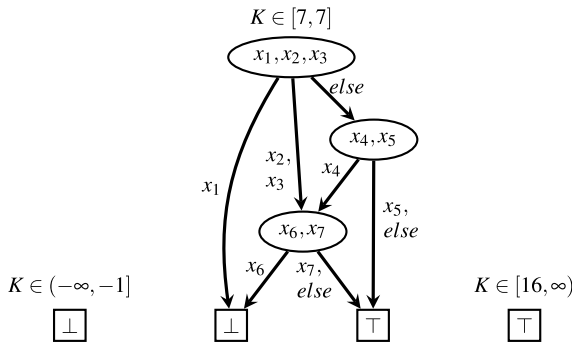 K ∈ [7,7]
x₁, x₂, x₃
else
x₄, x₅
x₂,
x₃
x₄
x₁
x₅,
else
x₆, x₇
x₆
x₇,
else
K ∈ (−∞, −1]
K ∈ [16, ∞)
⊥
⊥
⊤
⊤